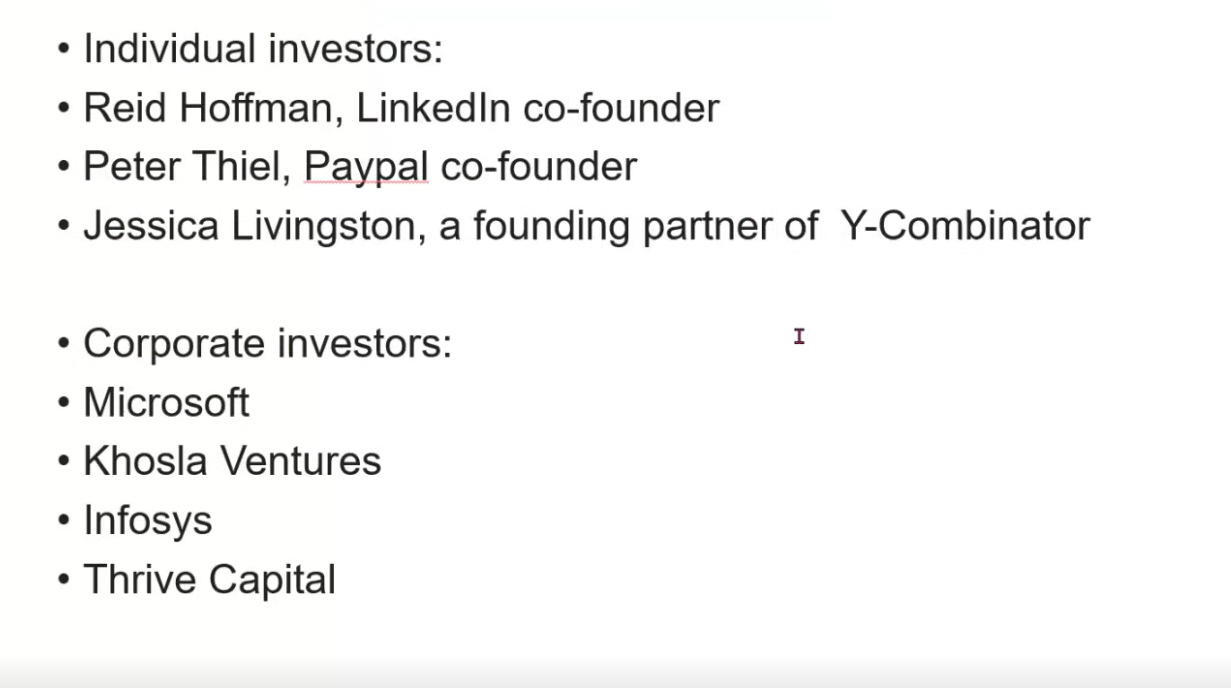 • Individual investors:
• Reid Hoffman, LinkedIn co-founder
• Peter Thiel, Paypal co-founder
• Jessica Livingston, a founding partner of  Y-Combinator
• Corporate investors:
• Microsoft
• Khosla Ventures
• Infosys
• Thrive Capital